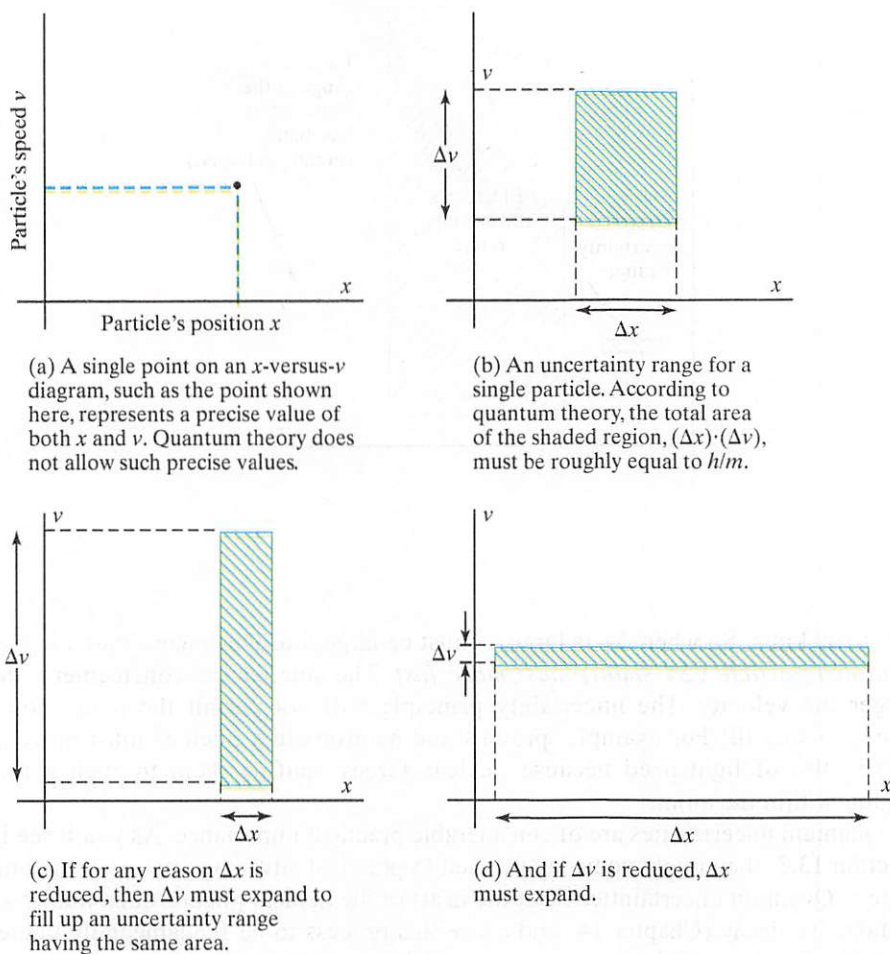 Particle's speed v
x
Particle's position x
(a) A single point on an x-versus-v
diagram, such as the point shown
here, represents a precise value of
both x and v. Quantum theory does
not allow such precise values.
v
Δv
x
Δx
(b) An uncertainty range for a
single particle. According to
quantum theory, the total area
of the shaded region, (Δx)·(Δv),
must be roughly equal to h/m.
v
Δv
x
Δx
(c) If for any reason Δx is
reduced, then Δv must expand to
fill up an uncertainty range
having the same area.
v
Δv
x
Δx
(d) And if Δv is reduced, Δx
must expand.